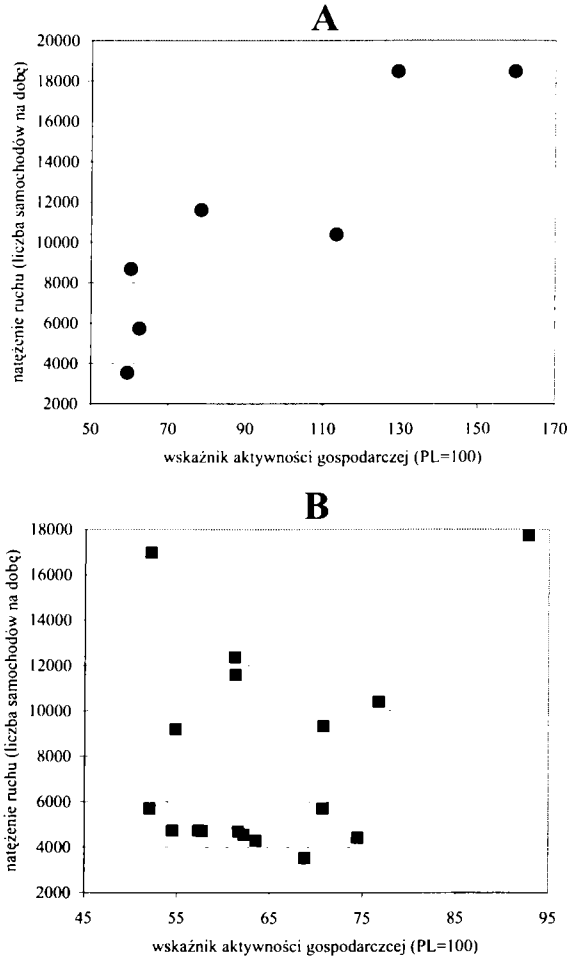 A
20000
18000
16000
14000
12000
10000
8000
6000
4000
2000
natężenie ruchu (liczba samochodów na dobę)
50 70 90 110 130 150 170
wskaźnik aktywności gospodarczej (PL=100)
B
18000
16000
14000
12000
10000
8000
6000
4000
2000
natężenie ruchu (liczba samochodów na dobę)
45 55 65 75 85 95
wskaźnik aktywności gospodarczcej (PL=100)